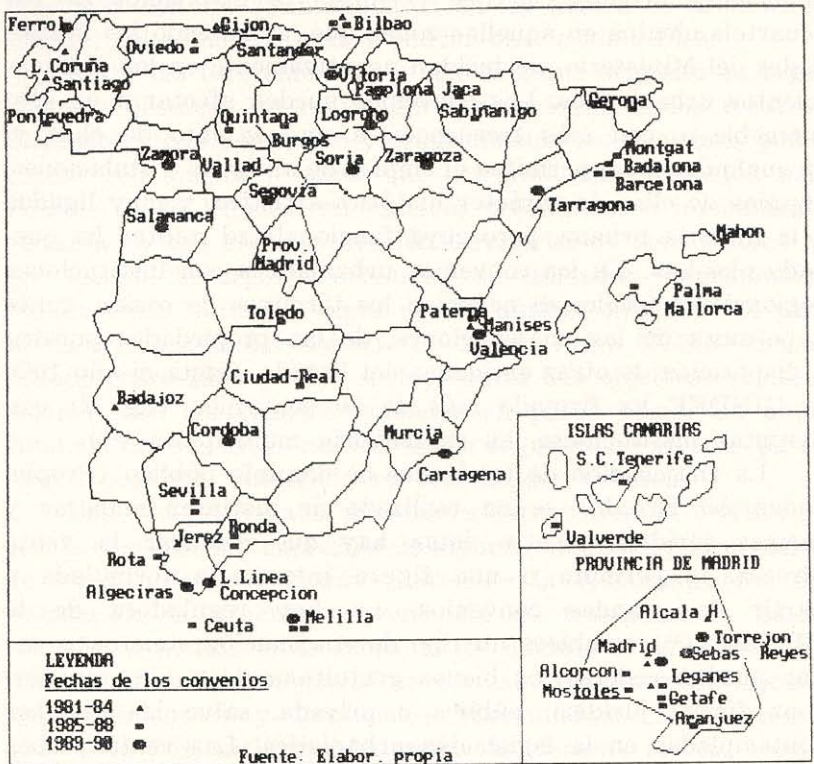 Ferrol
Gijon
Bilbao
Oviedo
Santander
L.Coruña
Santiago
Vitoria
Pamplona Jaca
Pontevedra
Quintana
Logroño
Sabinanigo
Gerona
Burgos
Montgat
Zamora
Vallad.
Soria
Zaragoza
Badalona
Barcelona
Segovia
Tarragona
Salamanca
Mahon
Prov.
Madrid
Palma
Mallorca
Toledo
Paterna
Manises
Valencia
Ciudad-Real
Badajoz
Cordoba
Murcia
Cartagena
Sevilla
Jerez
Ronda
Rota
Algeciras
L.Linea
Concepcion
Ceuta
Melilla
ISLAS CANARIAS
S.C.Tenerife
Valverde
PROVINCIA DE MADRID
Alcala H.
Torrejon
Madrid
Sebas Reyes
Alcorcon
Leganes
Mostoles
Getafe
Aranjuez
LEYENDA
Fechas de los convenios
1981-84
1985-88
1989-90
Fuente: Elabor. propia